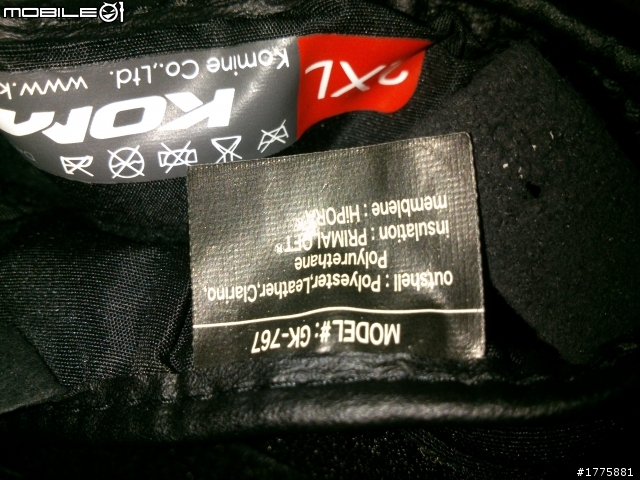 MOBILE01
2XL
Komine Co.,Ltd.
www.k
KOM
MODEL#: GK-767
outshell : Polyester,Leather,Clarino,
Polyurethane
insulation : PRIMALOFT®
memblene : HiPORA
#1775881